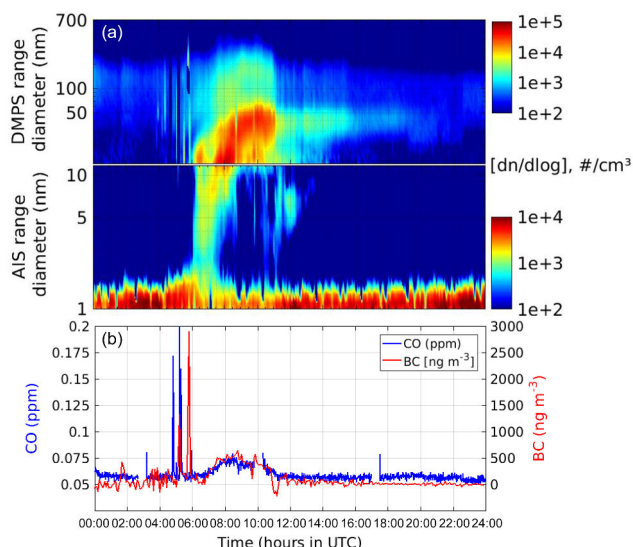 (a)
700
100
50
DMPS range
diameter (nm)
1e+5
1e+4
1e+3
1e+2
[dn/dlog], #/cm³
10
5
1
AIS range
diameter (nm)
1e+4
1e+3
1e+2
(b)
CO (ppm)
BC [ng m⁻³]
0.2
0.175
0.15
0.125
0.1
0.075
0.05
CO (ppm)
3000
2500
2000
1500
1000
500
0
BC (ng m⁻³)
00:00 02:00 04:00 06:00 08:00 10:00 12:00 14:00 16:00 18:00 20:00 22:00 24:00
Time (hours in UTC)